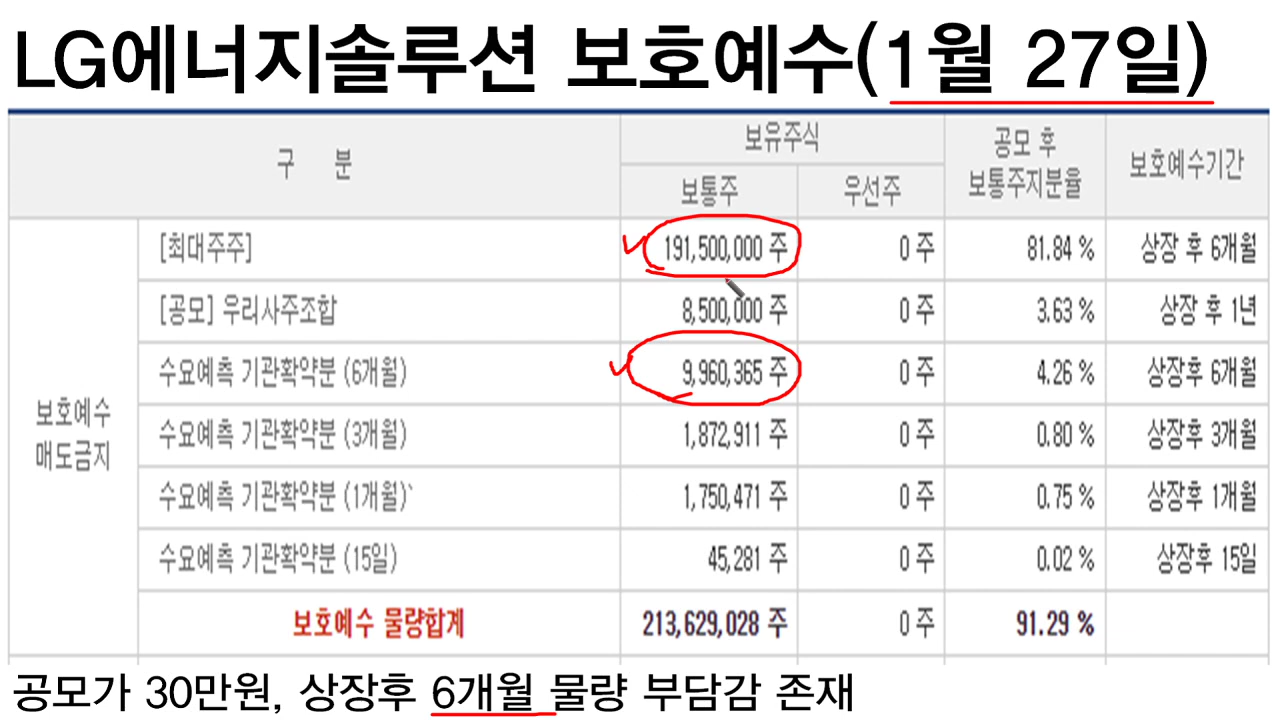 LG에너지솔루션 보호예수(1월 27일)
구 분 보유주식 공모 후 보통주지분율 보호예수기간
보통주 우선주
보호예수 매도금지
[최대주주] 191,500,000 주 0 주 81.84 % 상장 후 6개월
[공모] 우리사주조합 8,500,000 주 0 주 3.63 % 상장 후 1년
수요예측 기관확약분 (6개월) 9,960,365 주 0 주 4.26 % 상장후 6개월
수요예측 기관확약분 (3개월) 1,872,911 주 0 주 0.80 % 상장후 3개월
수요예측 기관확약분 (1개월)` 1,750,471 주 0 주 0.75 % 상장후 1개월
수요예측 기관확약분 (15일) 45,281 주 0 주 0.02 % 상장후 15일
보호예수 물량합계 213,629,028 주 0 주 91.29 %
공모가 30만원, 상장후 6개월 물량 부담감 존재